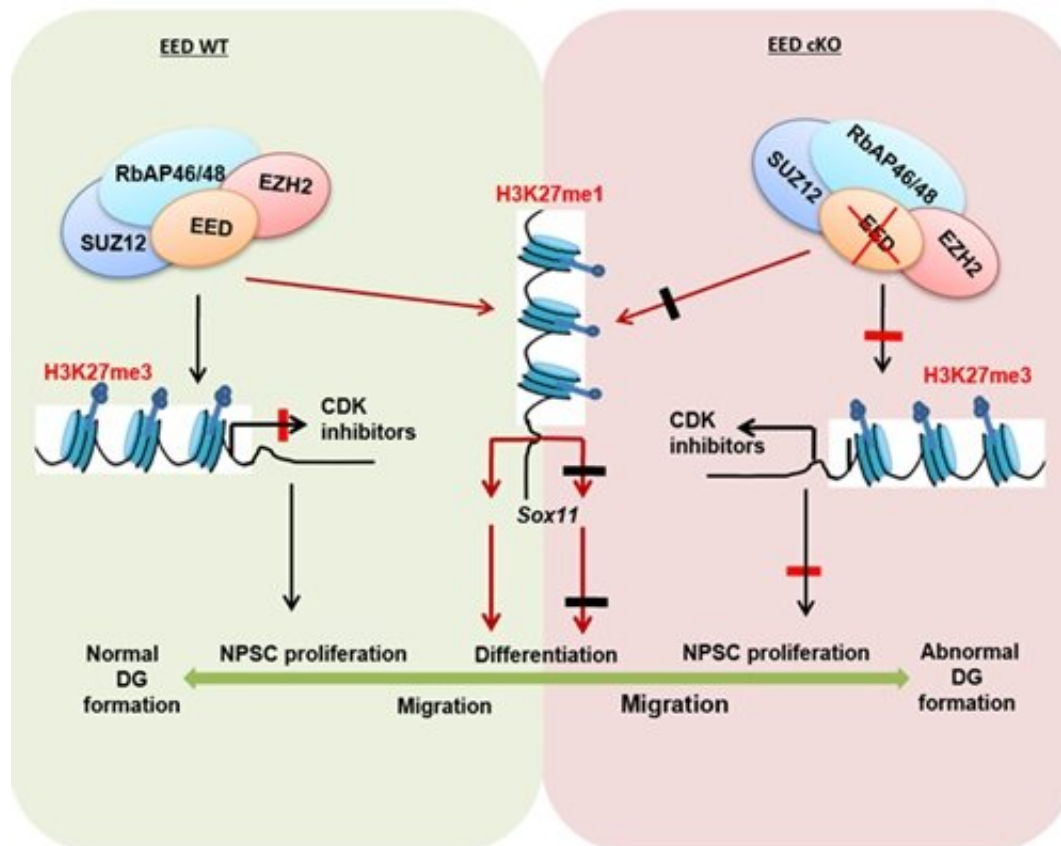 EED WT
EED cKO
RbAP46/48
EZH2
SUZ12
EED
H3K27me1
SUZ12
RbAP46/48
EED
EZH2
H3K27me3
CDK
inhibitors
H3K27me3
CDK
inhibitors
Sox11
Normal
DG
formation
NPSC proliferation
Differentiation
NPSC proliferation
Abnormal
DG
formation
Migration
Migration